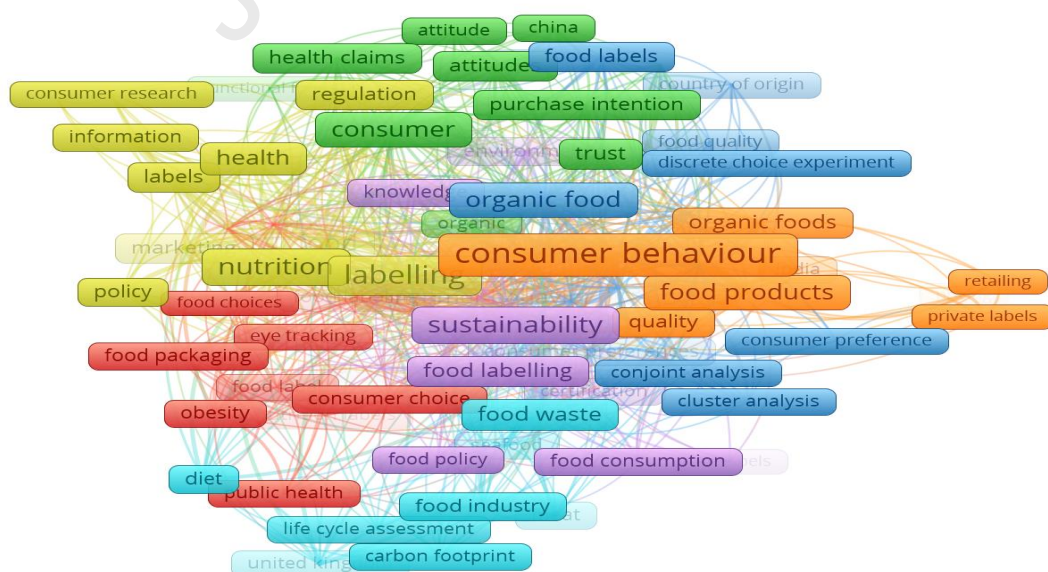 attitude
china
health claims
attitude
food labels
consumer research
regulation
country of origin
purchase intention
information
consumer
food quality
health
trust
discrete choice experiment
labels
knowledge
organic food
organic
organic foods
marketing
consumer behaviour
nutrition
labelling
policy
food choices
food products
retailing
private labels
sustainability
quality
eye tracking
consumer preference
food packaging
food labelling
conjoint analysis
food label
consumer choice
certification
cluster analysis
obesity
food waste
seafood
food policy
food consumption
diet
public health
food industry
life cycle assessment
carbon footprint